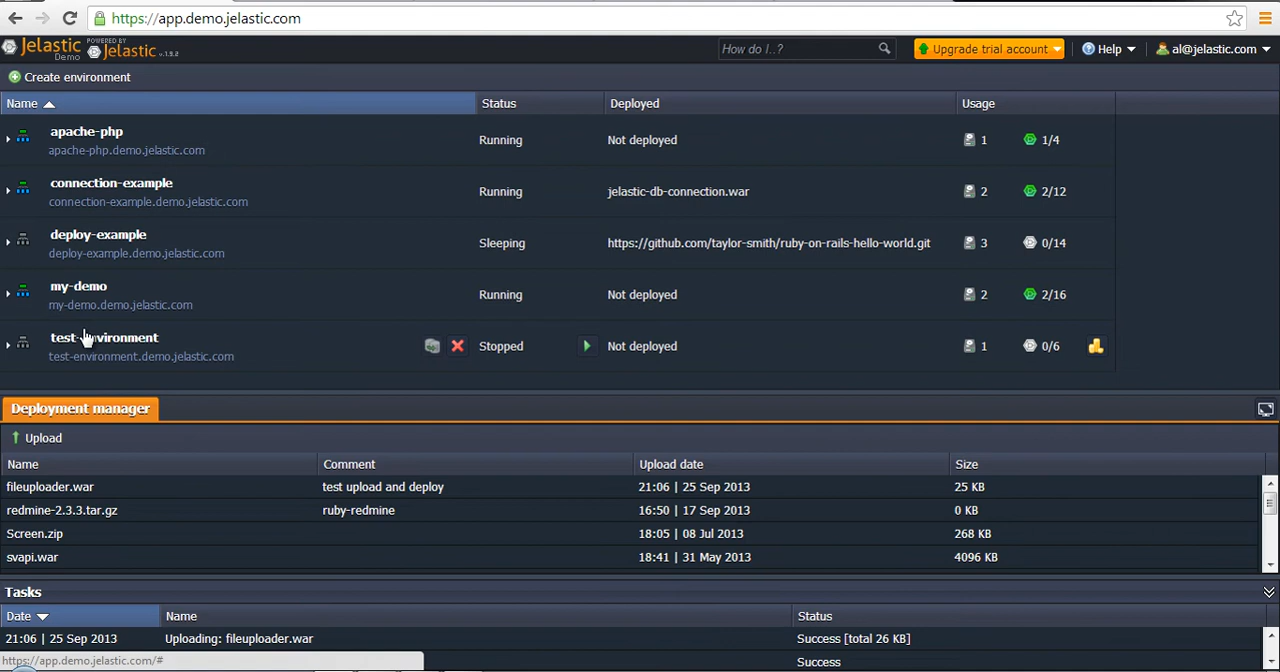 https://app.demo.jelastic.com
Jelastic Demo POWERED BY Jelastic v-1.9.2 How do I..? Upgrade trial account Help al@jelastic.com
Create environment
Name Status Deployed Usage
apache-php
apache-php.demo.jelastic.com Running Not deployed 1 1/4
connection-example
connection-example.demo.jelastic.com Running jelastic-db-connection.war 2 2/12
deploy-example
deploy-example.demo.jelastic.com Sleeping https://github.com/taylor-smith/ruby-on-rails-hello-world.git 3 0/14
my-demo
my-demo.demo.jelastic.com Running Not deployed 2 2/16
test-environment
test-environment.demo.jelastic.com Stopped Not deployed 1 0/6
Deployment manager
Upload
Name Comment Upload date Size
fileuploader.war test upload and deploy 21:06 | 25 Sep 2013 25 KB
redmine-2.3.3.tar.gz ruby-redmine 16:50 | 17 Sep 2013 0 KB
Screen.zip 18:05 | 08 Jul 2013 268 KB
svapi.war 18:41 | 31 May 2013 4096 KB
Tasks
Date Name Status
21:06 | 25 Sep 2013 Uploading: fileuploader.war Success [total 26 KB]
https://app.demo.jelastic.com/# Success